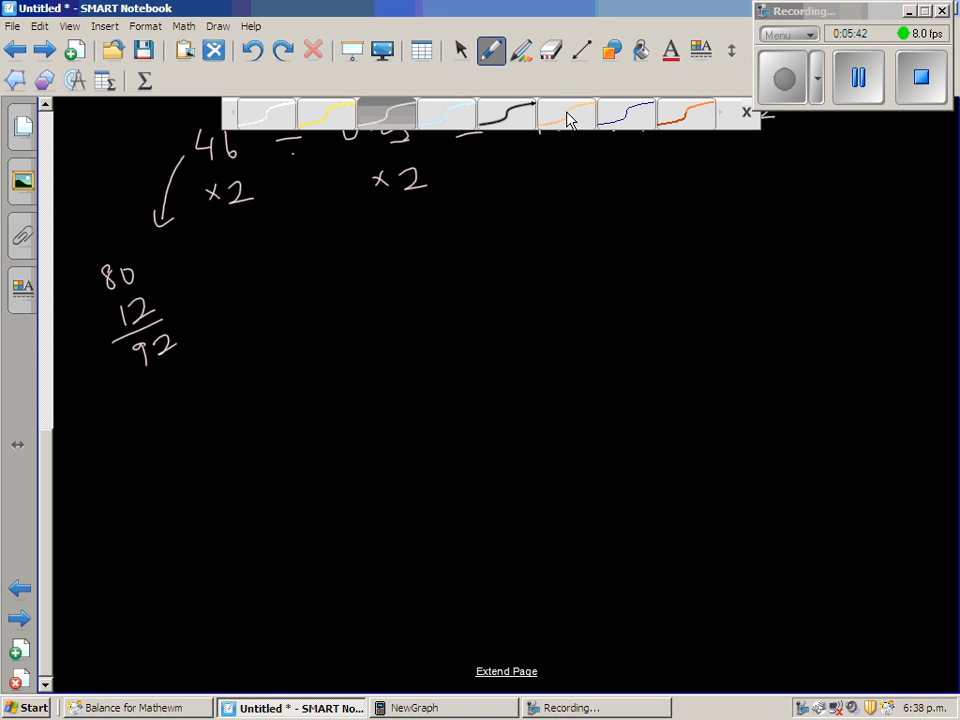 Untitled * - SMART Notebook
File Edit View Insert Format Math Draw Help
Recording...
Menu 0:05:42 8.0 fps
46 ÷ =
×2 ×2
80
12
92
Extend Page
Start Balance for Mathewm Untitled * - SMART No... NewGraph Recording... 6:38 p.m.